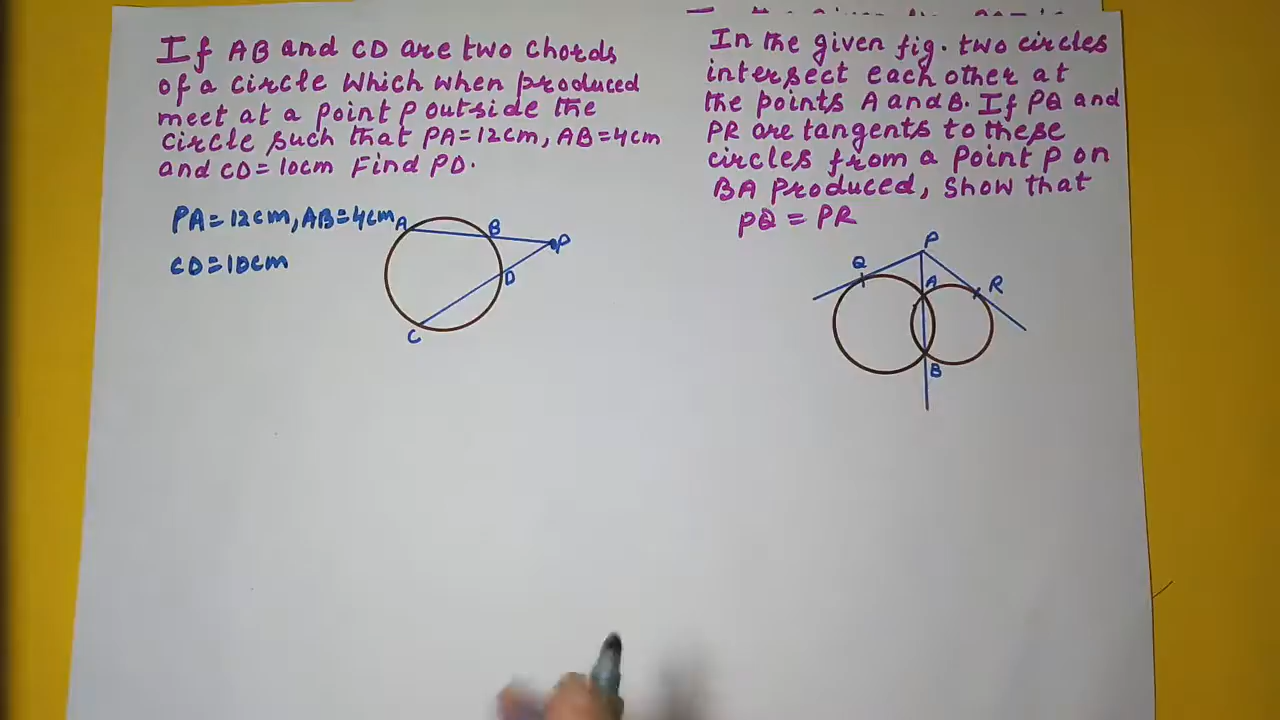 If AB and CD are two chords
of a circle which when produced
meet at a point P outside the
circle such that PA=12cm, AB=4cm
and CD=10cm Find PD.
PA=12cm, AB=4cm
CD=10cm
A
B
P
D
C
In the given fig. two circles
intersect each other at
the points A and B. If PQ and
PR are tangents to these
circles from a point P on
BA produced, Show that
PQ = PR
P
Q
A
R
B